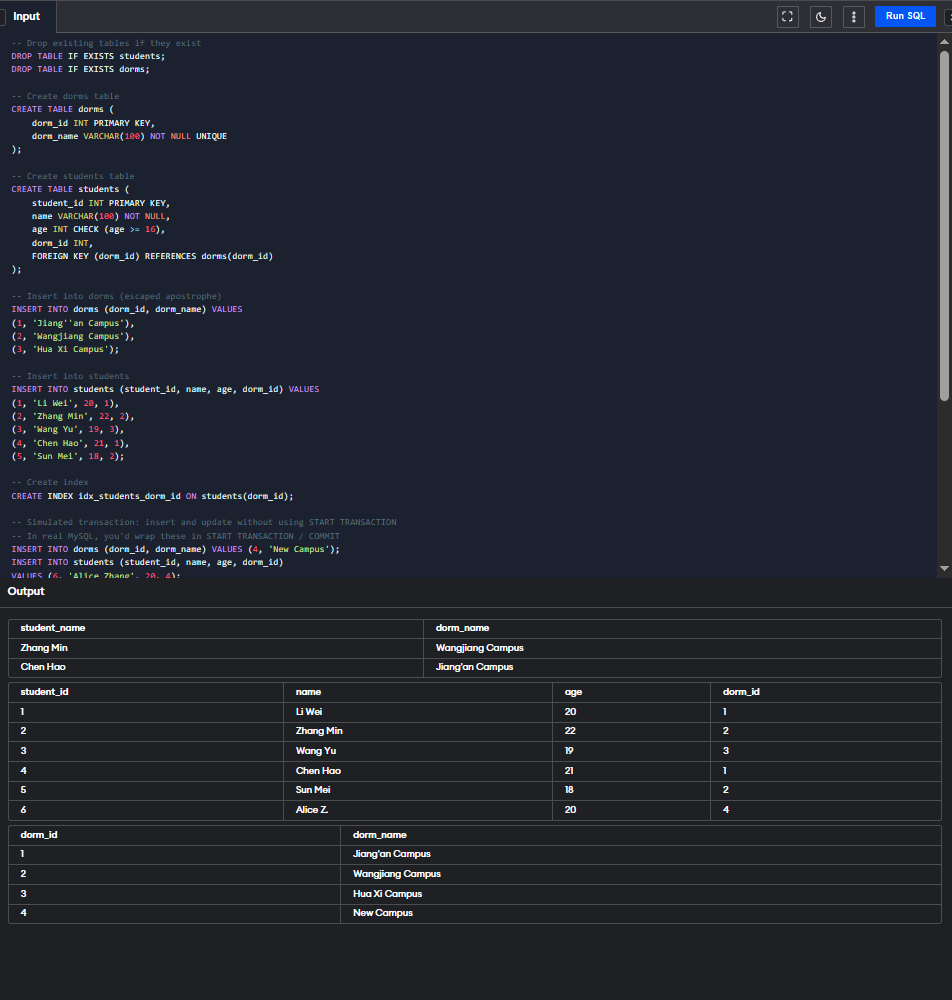 Input
Run SQL
-- Drop existing tables if they exist
DROP TABLE IF EXISTS students;
DROP TABLE IF EXISTS dorms;
-- Create dorms table
CREATE TABLE dorms (
    dorm_id INT PRIMARY KEY,
    dorm_name VARCHAR(100) NOT NULL UNIQUE
);
-- Create students table
CREATE TABLE students (
    student_id INT PRIMARY KEY,
    name VARCHAR(100) NOT NULL,
    age INT CHECK (age >= 16),
    dorm_id INT,
    FOREIGN KEY (dorm_id) REFERENCES dorms(dorm_id)
);
-- Insert into dorms (escaped apostrophe)
INSERT INTO dorms (dorm_id, dorm_name) VALUES
(1, 'Jiang''an Campus'),
(2, 'Wangjiang Campus'),
(3, 'Hua Xi Campus');
-- Insert into students
INSERT INTO students (student_id, name, age, dorm_id) VALUES
(1, 'Li Wei', 20, 1),
(2, 'Zhang Min', 22, 2),
(3, 'Wang Yu', 19, 3),
(4, 'Chen Hao', 21, 1),
(5, 'Sun Mei', 18, 2);
-- Create index
CREATE INDEX idx_students_dorm_id ON students(dorm_id);
-- Simulated transaction: insert and update without using START TRANSACTION
-- In real MySQL, you'd wrap these in START TRANSACTION / COMMIT
INSERT INTO dorms (dorm_id, dorm_name) VALUES (4, 'New Campus');
INSERT INTO students (student_id, name, age, dorm_id)
VALUES (6, 'Alice Zhang', 20, 4);
Output
student_name dorm_name
Zhang Min Wangjiang Campus
Chen Hao Jiang'an Campus
student_id name age dorm_id
1 Li Wei 20 1
2 Zhang Min 22 2
3 Wang Yu 19 3
4 Chen Hao 21 1
5 Sun Mei 18 2
6 Alice Z. 20 4
dorm_id dorm_name
1 Jiang'an Campus
2 Wangjiang Campus
3 Hua Xi Campus
4 New Campus